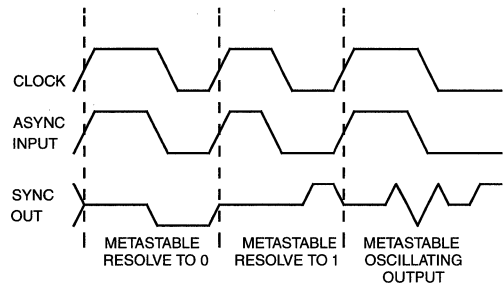 CLOCK
ASYNC
INPUT
SYNC
OUT
METASTABLE
RESOLVE TO 0
METASTABLE
RESOLVE TO 1
METASTABLE
OSCILLATING
OUTPUT